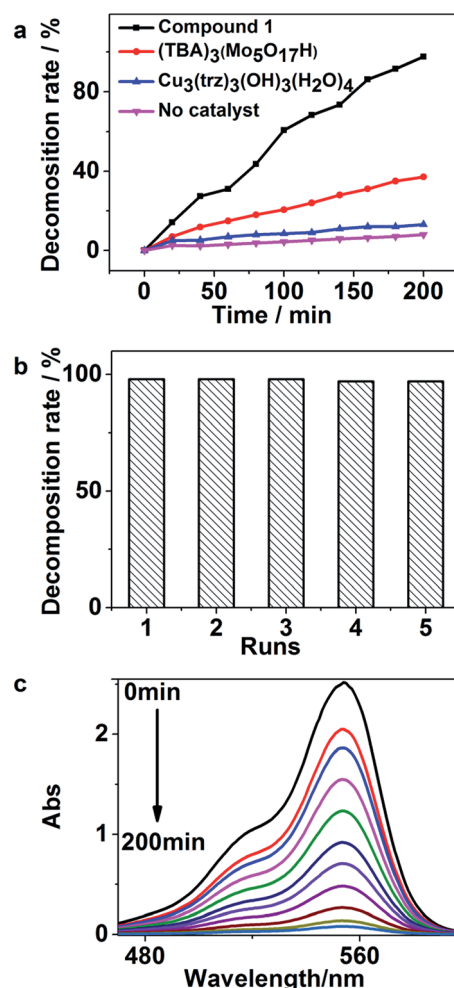 a
Decomosition rate / %
80
40
0
Compound 1
(TBA)3(Mo5O17H)
Cu3(trz)3(OH)3(H2O)4
No catalyst
0 50 100 150 200
Time / min
b
Decomposition rate / %
100
50
0
1 2 3 4 5
Runs
c
Abs
2
1
0
0min
200min
480 560
Wavelength/nm